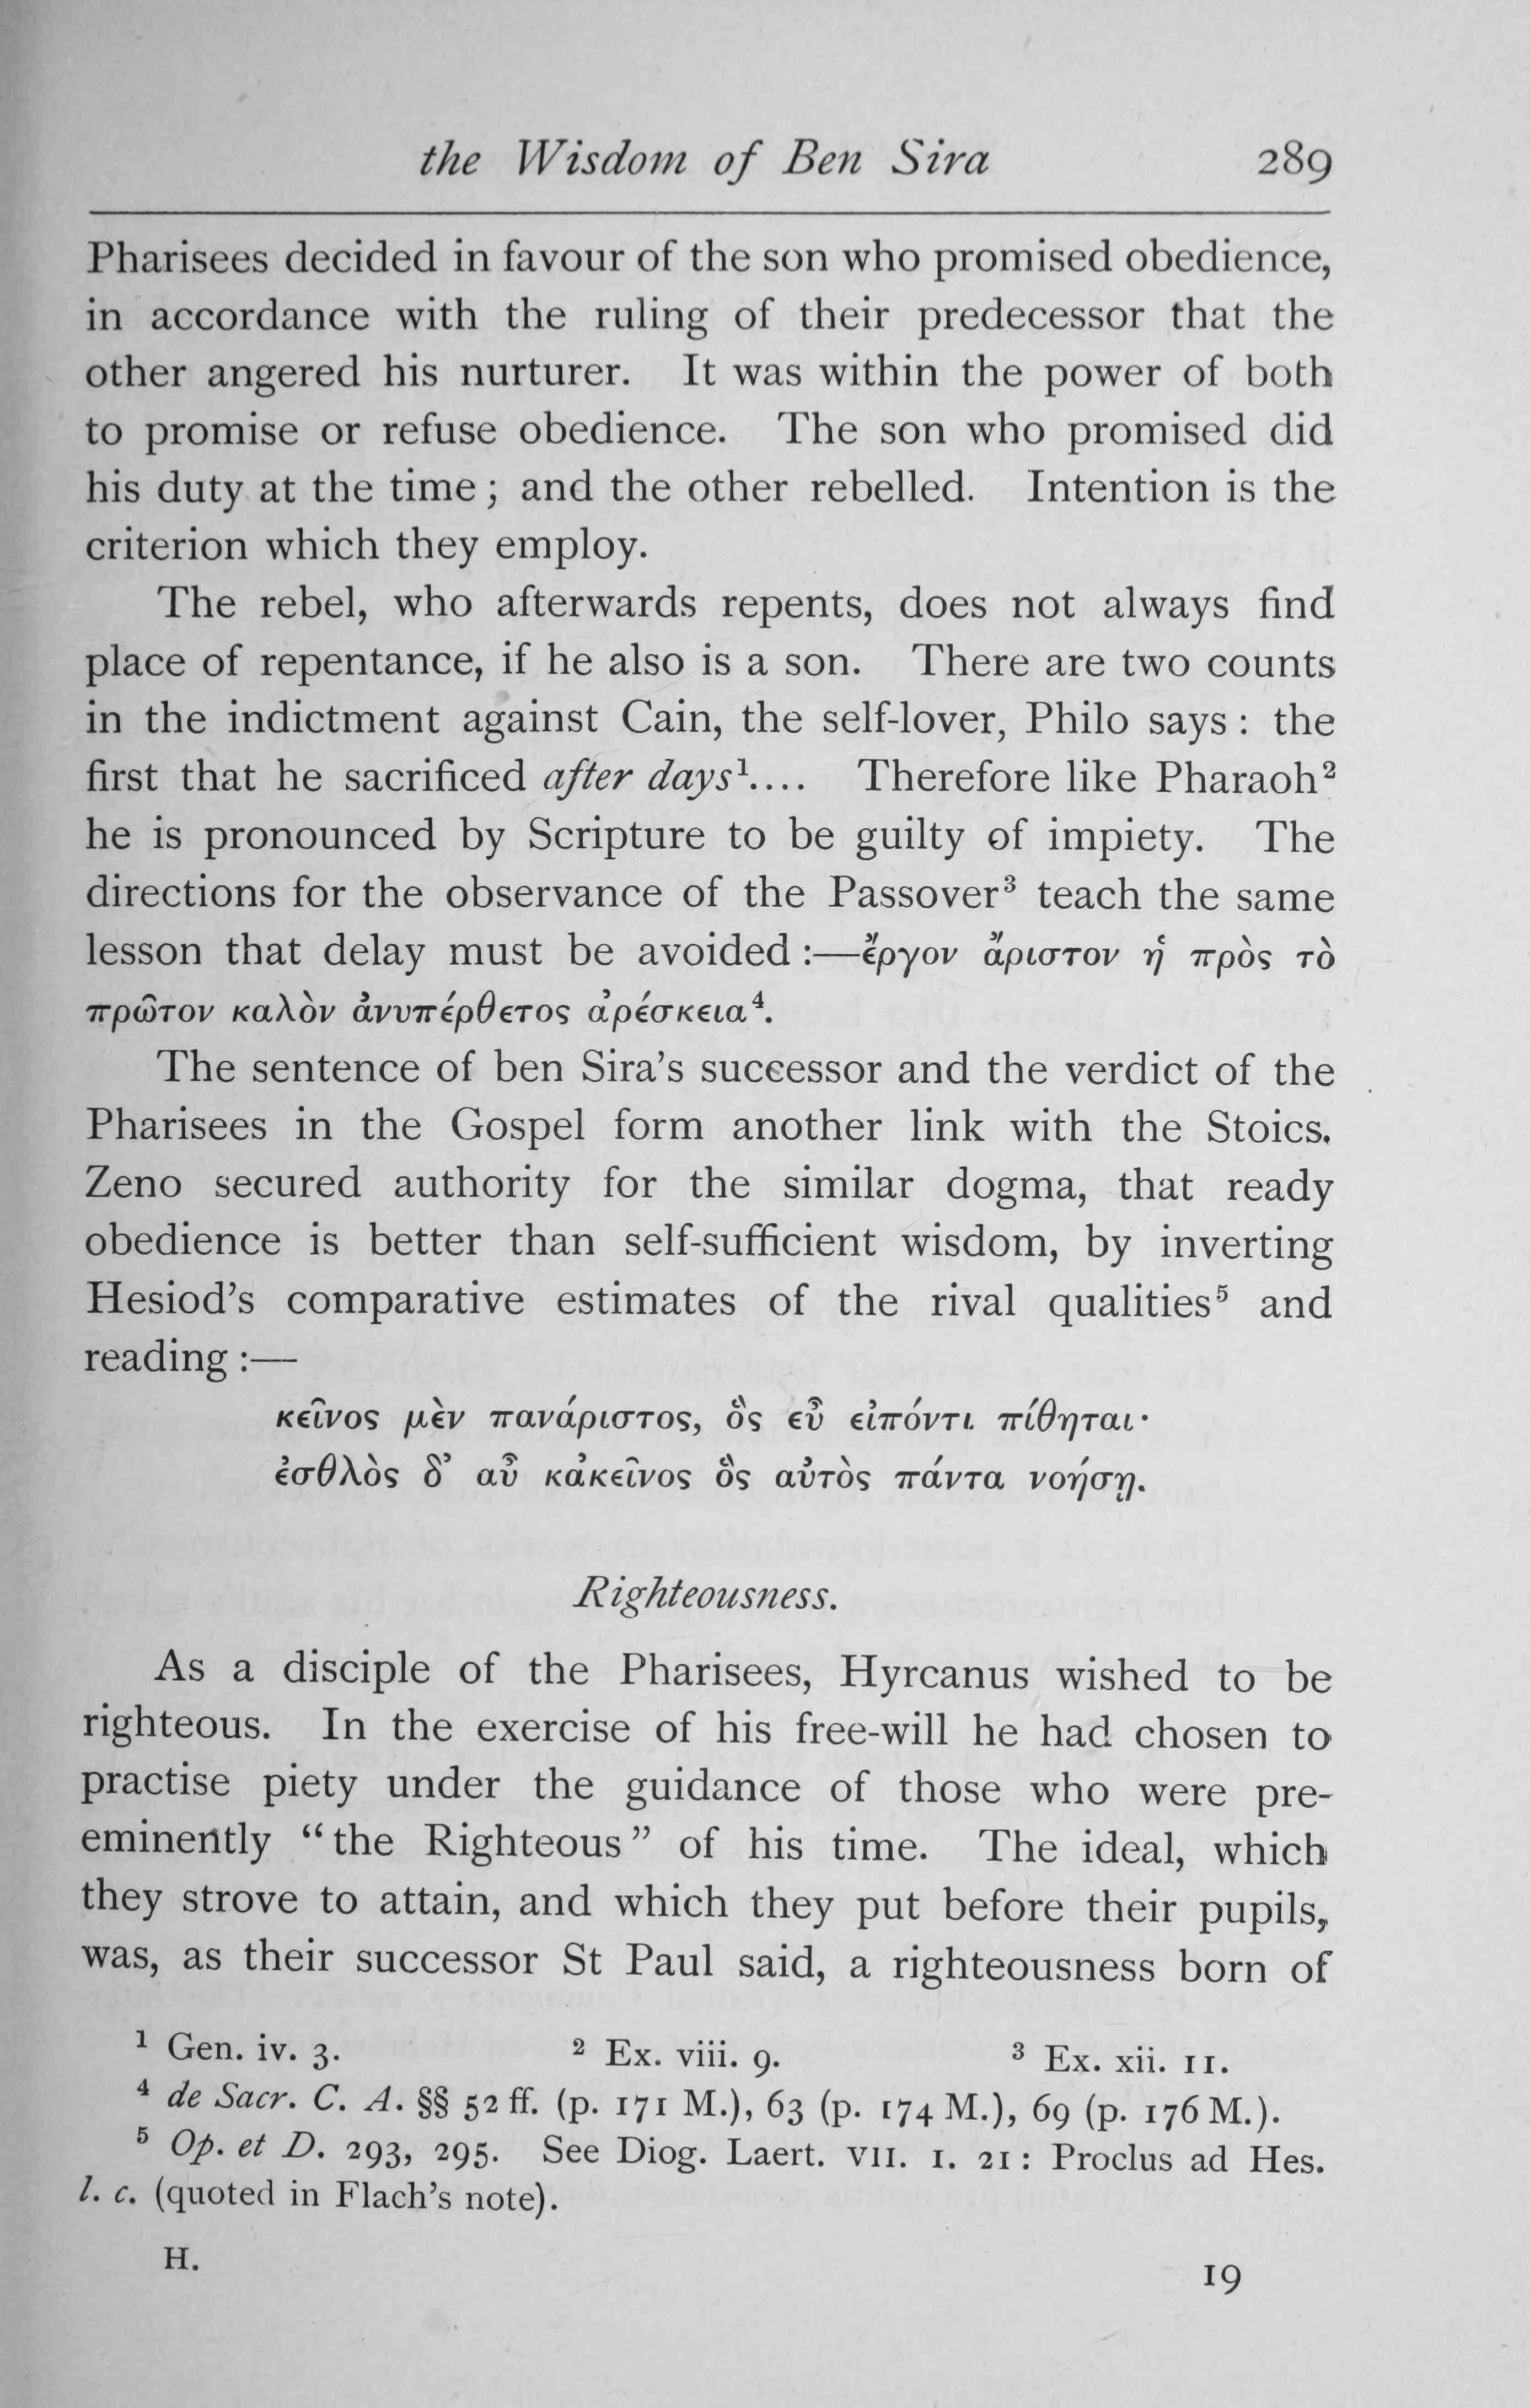 the Wisdom of Ben Sira 289
Pharisees decided in favour of the son who promised obedience,
in accordance with the ruling of their predecessor that the
other angered his nurturer. It was within the power of both
to promise or refuse obedience. The son who promised did
his duty at the time; and the other rebelled. Intention is the
criterion which they employ.
The rebel, who afterwards repents, does not always find
place of repentance, if he also is a son. There are two counts
in the indictment against Cain, the self-lover, Philo says: the
first that he sacrificed after days¹.... Therefore like Pharaoh²
he is pronounced by Scripture to be guilty of impiety. The
directions for the observance of the Passover³ teach the same
lesson that delay must be avoided:—ἔργον ἄριστον ἡ πρὸς τὸ
πρῶτον καλὸν ἀνυπέρθετος ἀρέσκεια⁴.
The sentence of ben Sira's successor and the verdict of the
Pharisees in the Gospel form another link with the Stoics.
Zeno secured authority for the similar dogma, that ready
obedience is better than self-sufficient wisdom, by inverting
Hesiod's comparative estimates of the rival qualities⁵ and
reading:—
κεῖνος μὲν πανάριστος, ὃς εὖ εἰπόντι πίθηται·
ἐσθλὸς δ' αὖ κἀκεῖνος ὃς αὐτὸς πάντα νοήσῃ.
Righteousness.
As a disciple of the Pharisees, Hyrcanus wished to be
righteous. In the exercise of his free-will he had chosen to
practise piety under the guidance of those who were pre-
eminently "the Righteous" of his time. The ideal, which
they strove to attain, and which they put before their pupils,
was, as their successor St Paul said, a righteousness born of
¹ Gen. iv. 3. ² Ex. viii. 9. ³ Ex. xii. 11.
⁴ de Sacr. C. A. §§ 52 ff. (p. 171 M.), 63 (p. 174 M.), 69 (p. 176 M.).
⁵ Op. et D. 293, 295. See Diog. Laert. VII. 1. 21: Proclus ad Hes.
l. c. (quoted in Flach's note).
H. 19